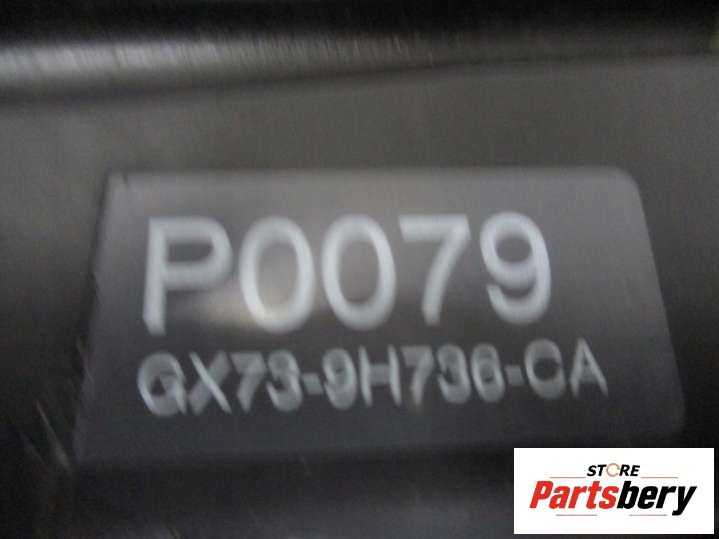 P0079
GX73-9H736-CA
STORE
Partsbery